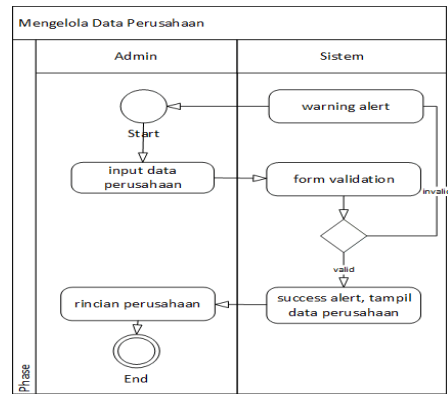 Mengelola Data Perusahaan
Admin
Sistem
Start
warning alert
input data
perusahaan
form validation
invalid
valid
rincian perusahaan
success alert, tampil
data perusahaan
End
Phase